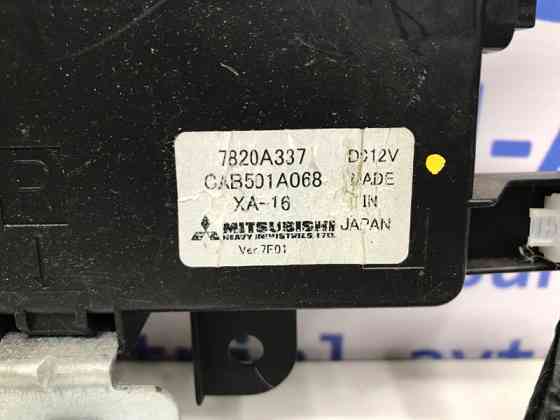 7820A337 DC12V
CAB501A068 MADE
XA-16 IN
MITSUBISHI JAPAN
HEAVY INDUSTRIES, LTD.
Ver.7E01
P